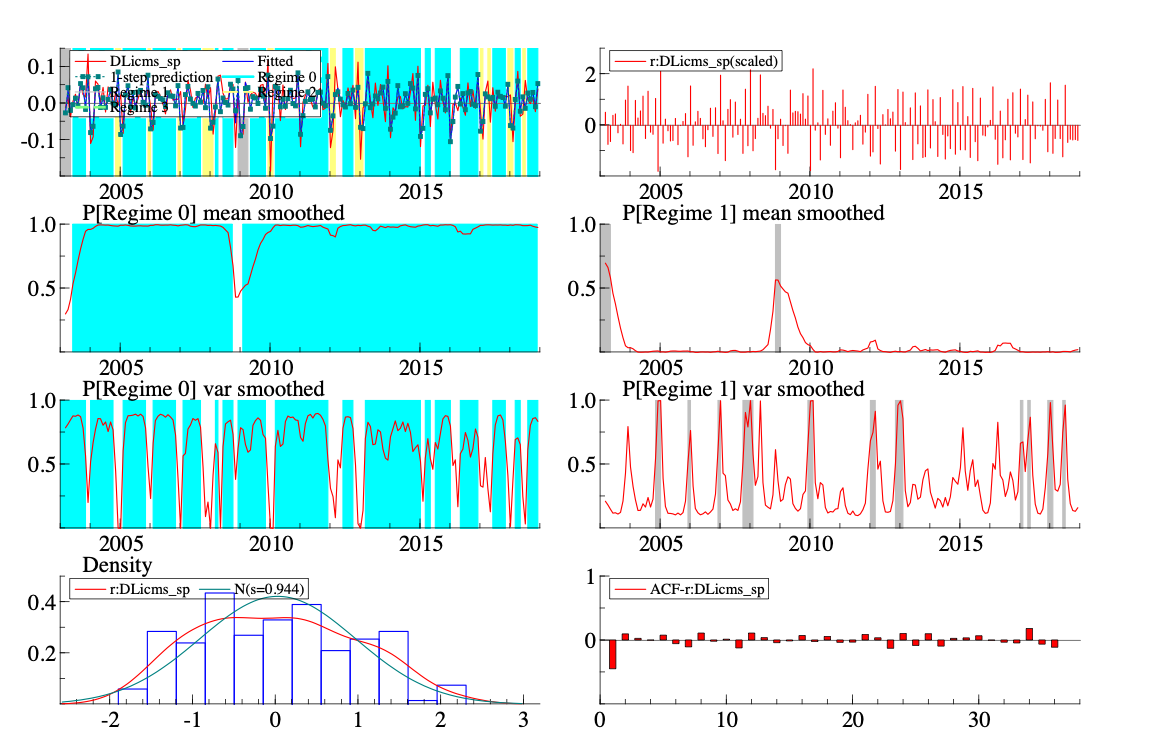 DLicms_sp Fitted
1-step prediction Regime 0
Regime 1 Regime 2
Regime 3
0.1
0.0
-0.1
2005 2010 2015
r:DLicms_sp(scaled)
2
0
2005 2010 2015
P[Regime 0] mean smoothed
1.0
0.5
2005 2010 2015
P[Regime 1] mean smoothed
1.0
0.5
2005 2010 2015
P[Regime 0] var smoothed
1.0
0.5
2005 2010 2015
P[Regime 1] var smoothed
1.0
0.5
2005 2010 2015
Density
r:DLicms_sp N(s=0.944)
0.4
0.2
-2 -1 0 1 2 3
ACF-r:DLicms_sp
1
0
0 10 20 30